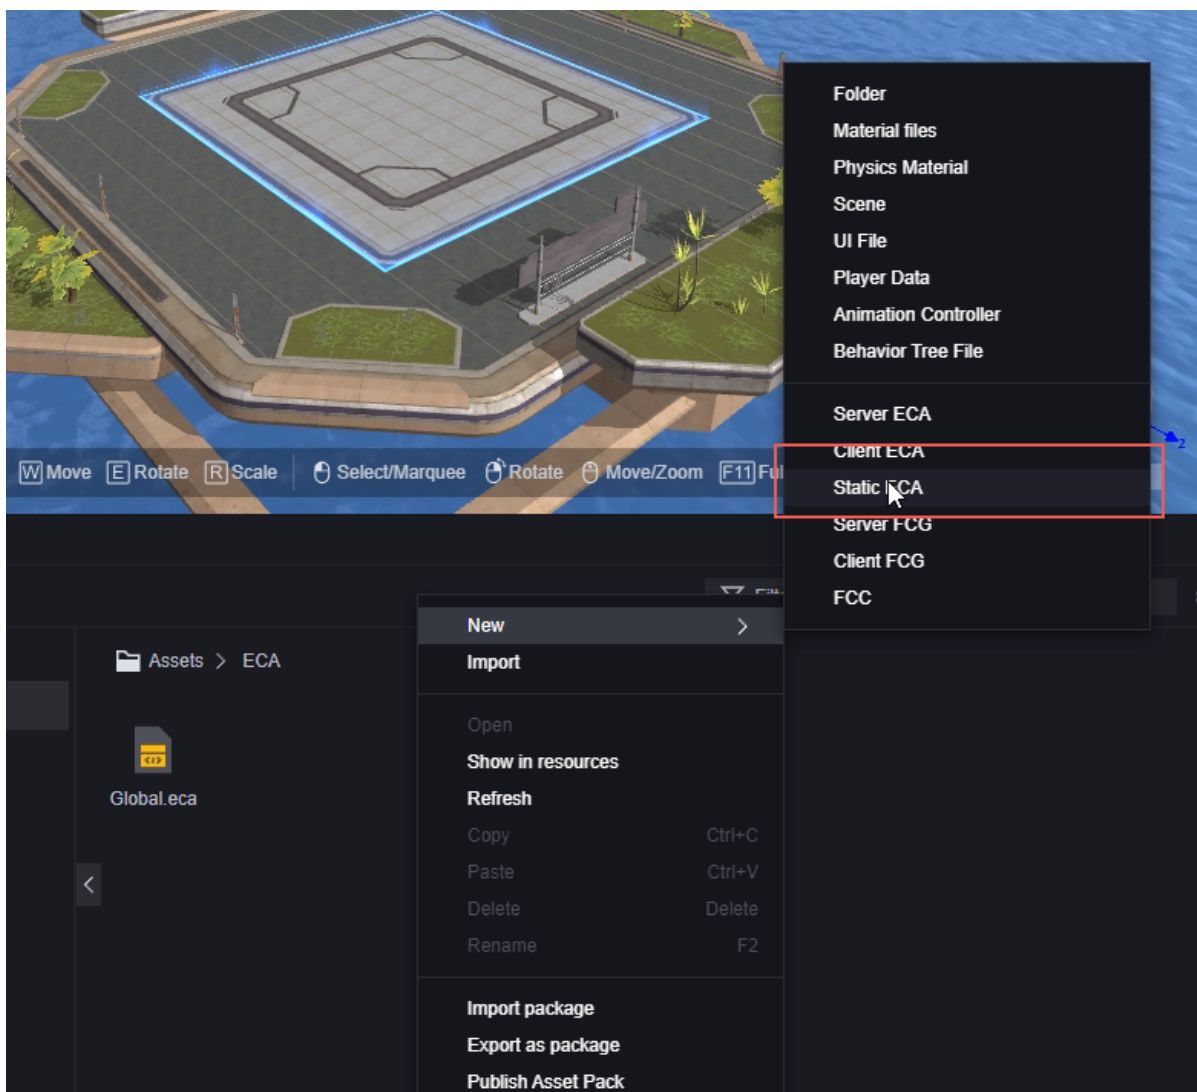 Folder
Material files
Physics Material
Scene
UI File
Player Data
Animation Controller
Behavior Tree File
Server ECA
Client ECA
Static ECA
Server FCG
Client FCG
FCC
W Move E Rotate R Scale Select/Marquee Rotate Move/Zoom F11
z
New
Import
Open
Show in resources
Refresh
Copy Ctrl+C
Paste Ctrl+V
Delete Delete
Rename F2
Import package
Export as package
Publish Asset Pack
Assets > ECA
Global.eca